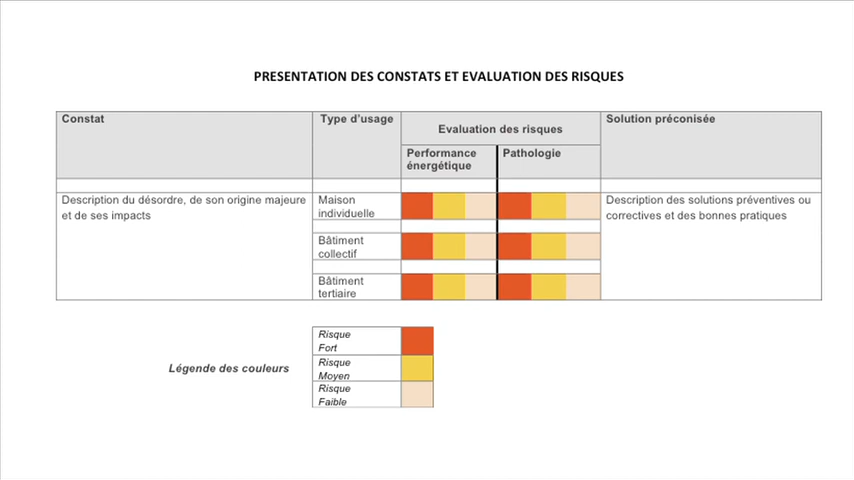 PRESENTATION DES CONSTATS ET EVALUATION DES RISQUES
Constat
Type d'usage
Evaluation des risques
Solution préconisée
Performance
énergétique
Pathologie
Description du désordre, de son origine majeure
et de ses impacts
Maison
individuelle
Description des solutions préventives ou
correctives et des bonnes pratiques
Bâtiment
collectif
Bâtiment
tertiaire
Légende des couleurs
Risque
Fort
Risque
Moyen
Risque
Faible